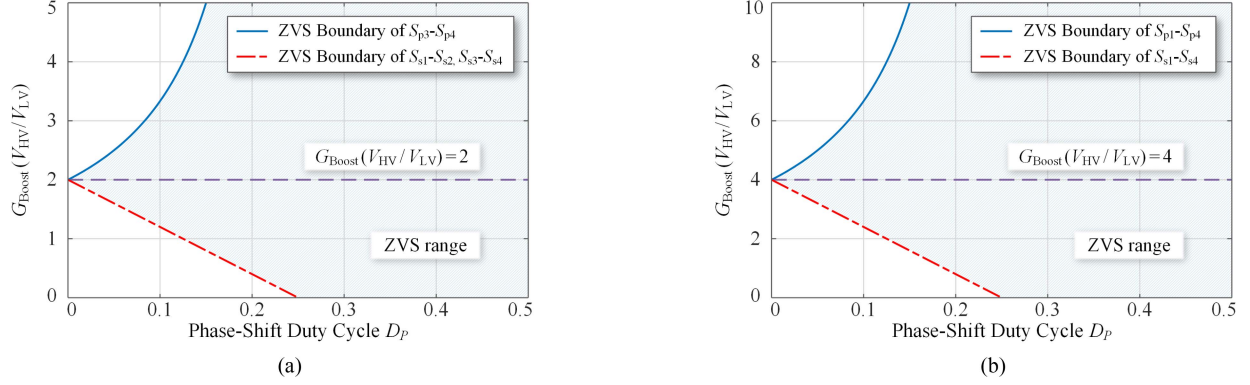 5
4
3
2
1
0
G_Boost (V_HV/V_LV)
ZVS Boundary of S_p3-S_p4
ZVS Boundary of S_s1-S_s2, S_s3-S_s4
G_Boost (V_HV/V_LV) = 2
ZVS range
0 0.1 0.2 0.3 0.4 0.5
Phase-Shift Duty Cycle D_P
(a)
10
8
6
4
2
0
G_Boost (V_HV/V_LV)
ZVS Boundary of S_p1-S_p4
ZVS Boundary of S_s1-S_s4
G_Boost (V_HV/V_LV) = 4
ZVS range
0 0.1 0.2 0.3 0.4 0.5
Phase-Shift Duty Cycle D_P
(b)